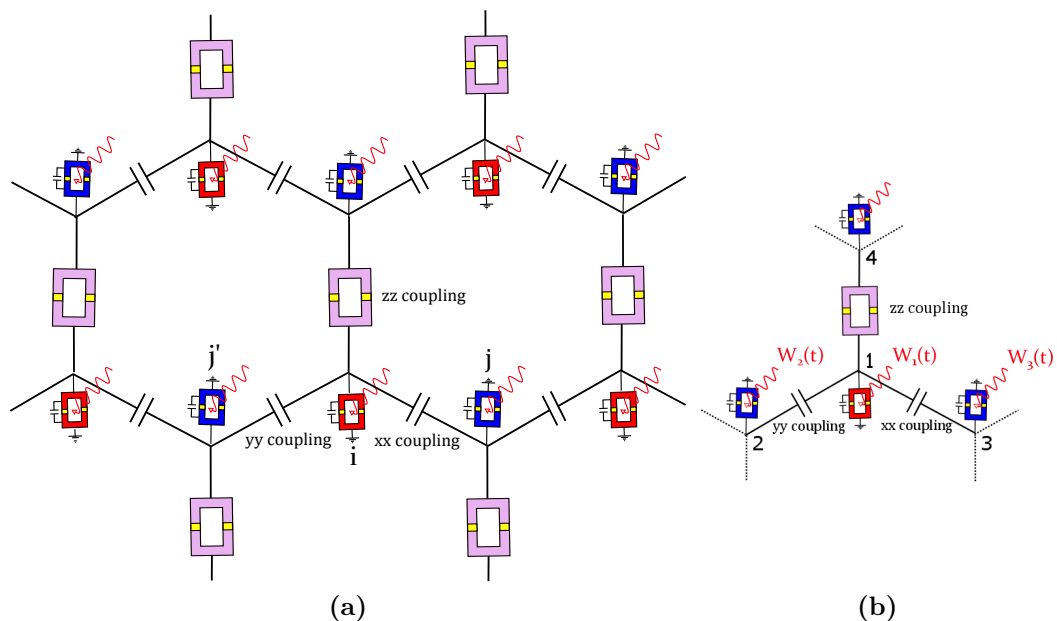 zz coupling
j'
j
yy coupling
xx coupling
i
(a)
4
zz coupling
W₂(t)
1
W₁(t)
W₃(t)
yy coupling
xx coupling
2
3
(b)